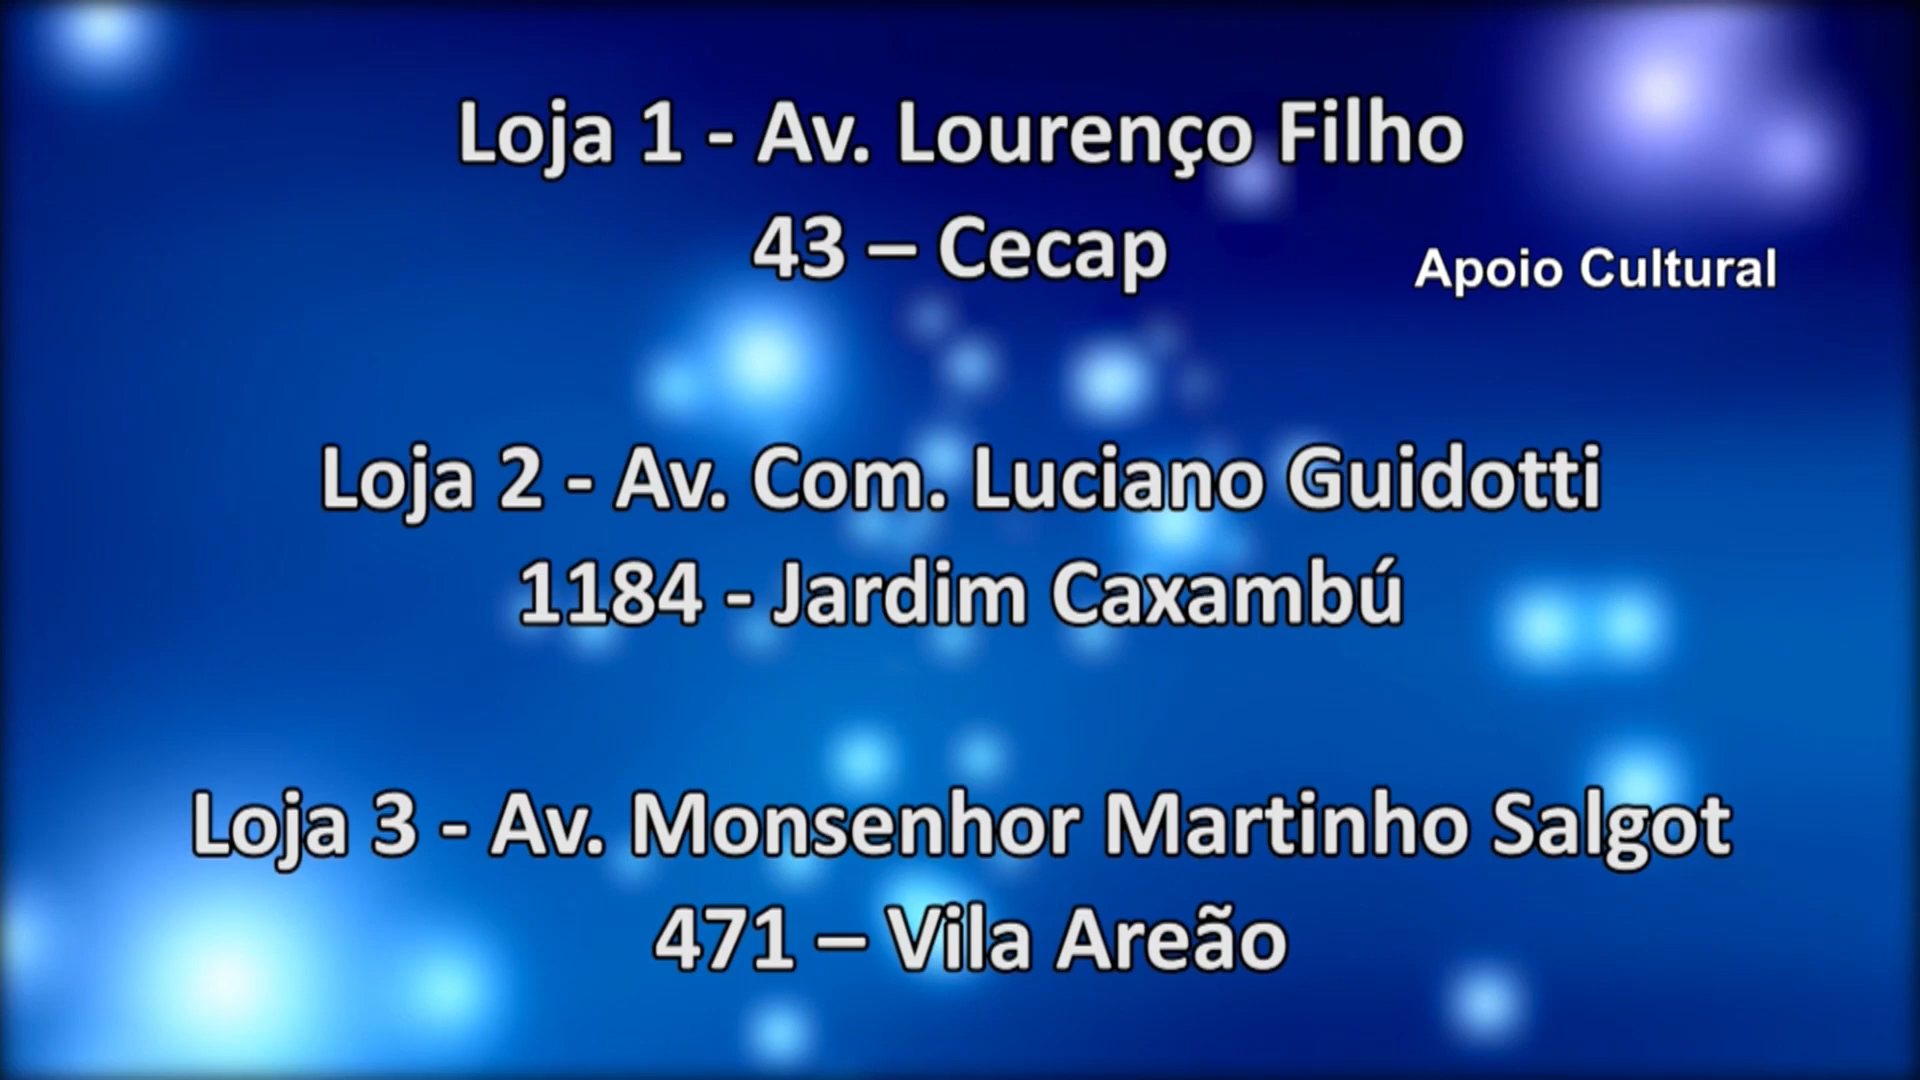 Loja 1 - Av. Lourenço Filho
43 – Cecap
Apoio Cultural
Loja 2 - Av. Com. Luciano Guidotti
1184 - Jardim Caxambú
Loja 3 - Av. Monsenhor Martinho Salgot
471 – Vila Areão